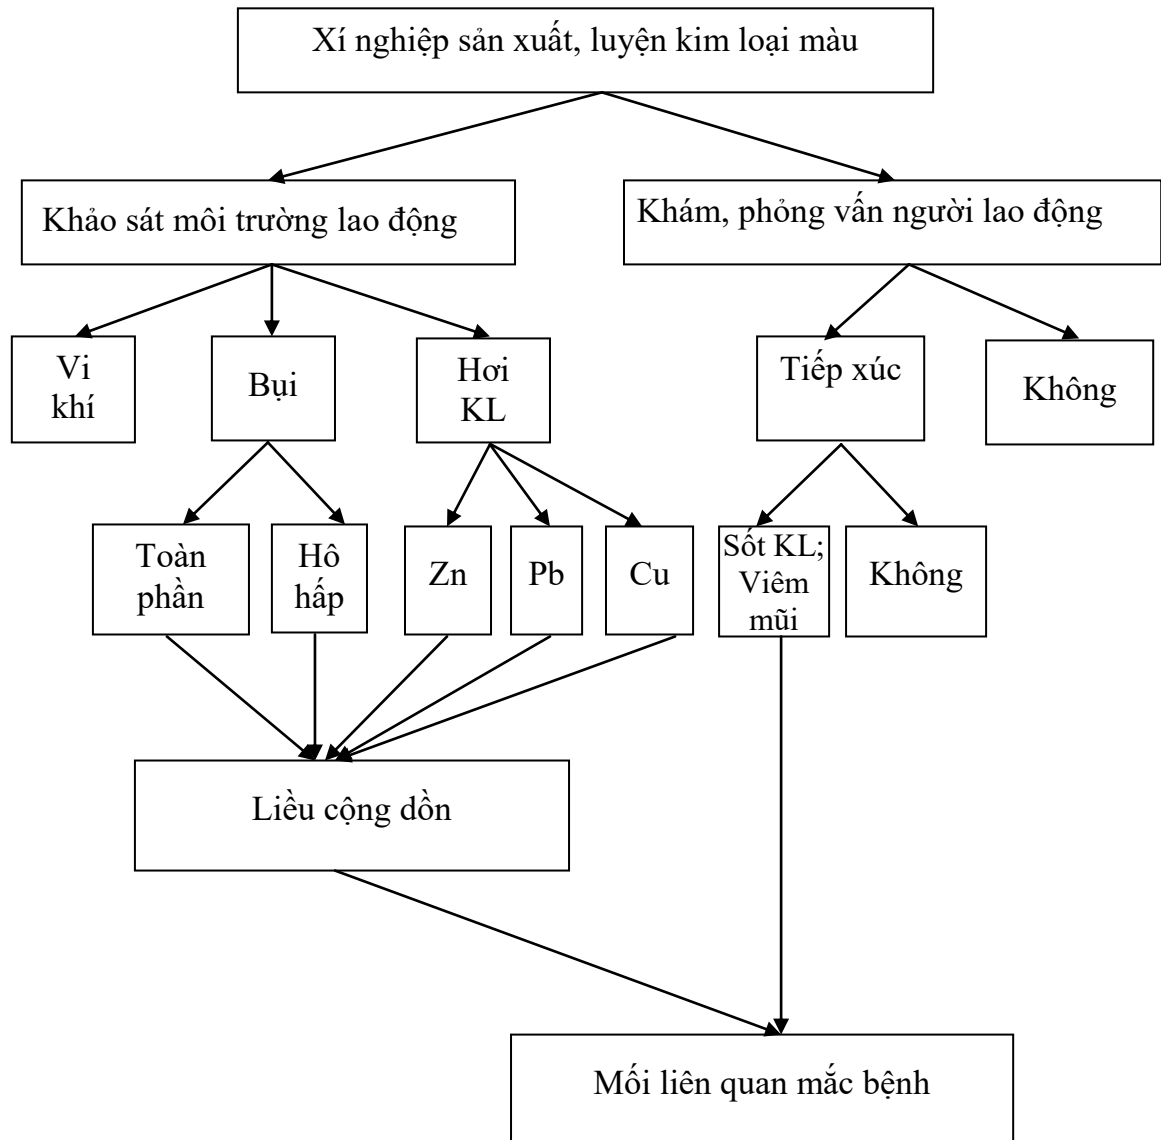 Xí nghiệp sản xuất, luyện kim loại màu
Khảo sát môi trường lao động
Khám, phỏng vấn người lao động
Vi
khí
Bụi
Hơi
KL
Tiếp xúc
Không
Toàn
phần
Hô
hấp
Zn
Pb
Cu
Sốt KL;
Viêm
mũi
Không
Liều cộng dồn
Mối liên quan mắc bệnh